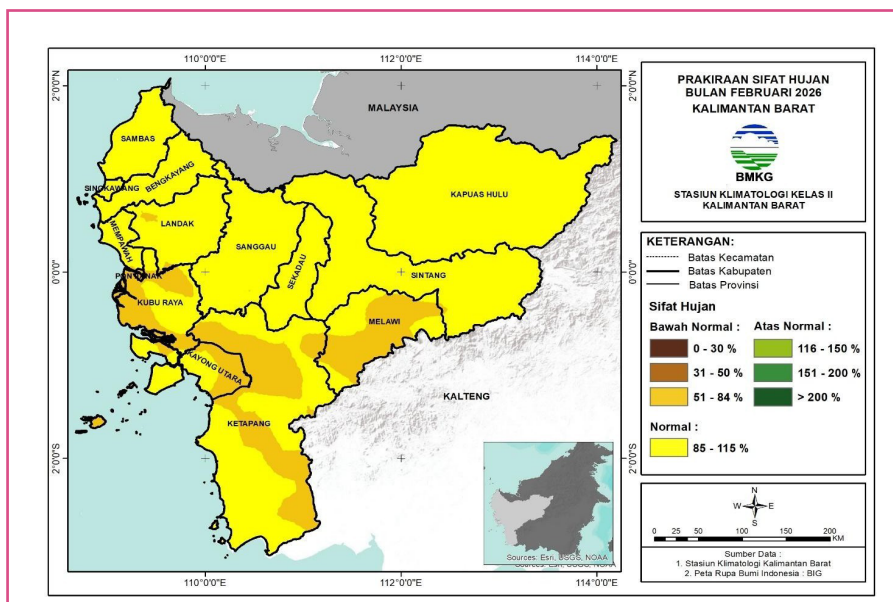 110°0'0"E
112°0'0"E
114°0'0"E
2°0'0"N
0°0'0"
2°0'0"S
2°0'0"N
0°0'0"
2°0'0"S
110°0'0"E
112°0'0"E
114°0'0"E
MALAYSIA
SAMBAS
BENGKAYANG
SINGKAWANG
KAPUAS HULU
LANDAK
MEMPAWAH
SANGGAU
SEKADAU
SINTANG
PONTIANAK
KUBU RAYA
MELAWI
KAYONG UTARA
KALTENG
KETAPANG
Sources: Esri, USGS, NOAA
Sources: Esri, USGS, NOAA
PRAKIRAAN SIFAT HUJAN
BULAN FEBRUARI 2026
KALIMANTAN BARAT
BMKG
STASIUN KLIMATOLOGI KELAS II
KALIMANTAN BARAT
KETERANGAN:
Batas Kecamatan
Batas Kabupaten
Batas Provinsi
Sifat Hujan
Bawah Normal : Atas Normal :
0 - 30 % 116 - 150 %
31 - 50 % 151 - 200 %
51 - 84 % > 200 %
Normal :
85 - 115 %
N
W E
S
0 25 50 100 150 200
KM
Sumber Data :
1. Stasiun Klimatologi Kalimantan Barat
2. Peta Rupa Bumi Indonesia : BIG